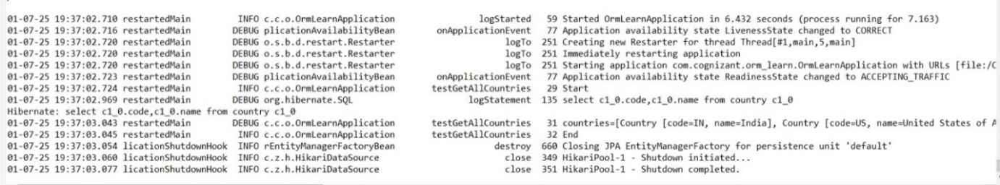 01-07-25 19:37:02.710 restartedMain INFO c.c.o.OrmLearnApplication logStarted 59 Started OrmLearnApplication in 6.432 seconds (process running for 7.163)
01-07-25 19:37:02.716 restartedMain DEBUG plicationAvailabilityBean onApplicationEvent 77 Application availability state LivenessState changed to CORRECT
01-07-25 19:37:02.720 restartedMain DEBUG o.s.b.d.restart.Restarter logTo 251 Creating new Restarter for thread Thread[#1,main,5,main]
01-07-25 19:37:02.720 restartedMain DEBUG o.s.b.d.restart.Restarter logTo 251 Immediately restarting application
01-07-25 19:37:02.720 restartedMain DEBUG o.s.b.d.restart.Restarter logTo 251 Starting application com.cognizant.orm_learn.OrmLearnApplication with URLs [file:/C
01-07-25 19:37:02.723 restartedMain DEBUG plicationAvailabilityBean onApplicationEvent 77 Application availability state ReadinessState changed to ACCEPTING_TRAFFIC
01-07-25 19:37:02.724 restartedMain INFO c.c.o.OrmLearnApplication testGetAllCountries 29 Start
01-07-25 19:37:02.969 restartedMain DEBUG org.hibernate.SQL logStatement 135 select c1_0.code,c1_0.name from country c1_0
Hibernate: select c1_0.code,c1_0.name from country c1_0
01-07-25 19:37:03.043 restartedMain DEBUG c.c.o.OrmLearnApplication testGetAllCountries 31 countries=[Country [code=IN, name=India], Country [code=US, name=United States of A
01-07-25 19:37:03.045 restartedMain INFO c.c.o.OrmLearnApplication testGetAllCountries 32 End
01-07-25 19:37:03.054 licationShutdownHook INFO rEntityManagerFactoryBean destroy 660 Closing JPA EntityManagerFactory for persistence unit 'default'
01-07-25 19:37:03.060 licationShutdownHook INFO c.z.h.HikariDataSource close 349 HikariPool-1 - Shutdown initiated...
01-07-25 19:37:03.077 licationShutdownHook INFO c.z.h.HikariDataSource close 351 HikariPool-1 - Shutdown completed.